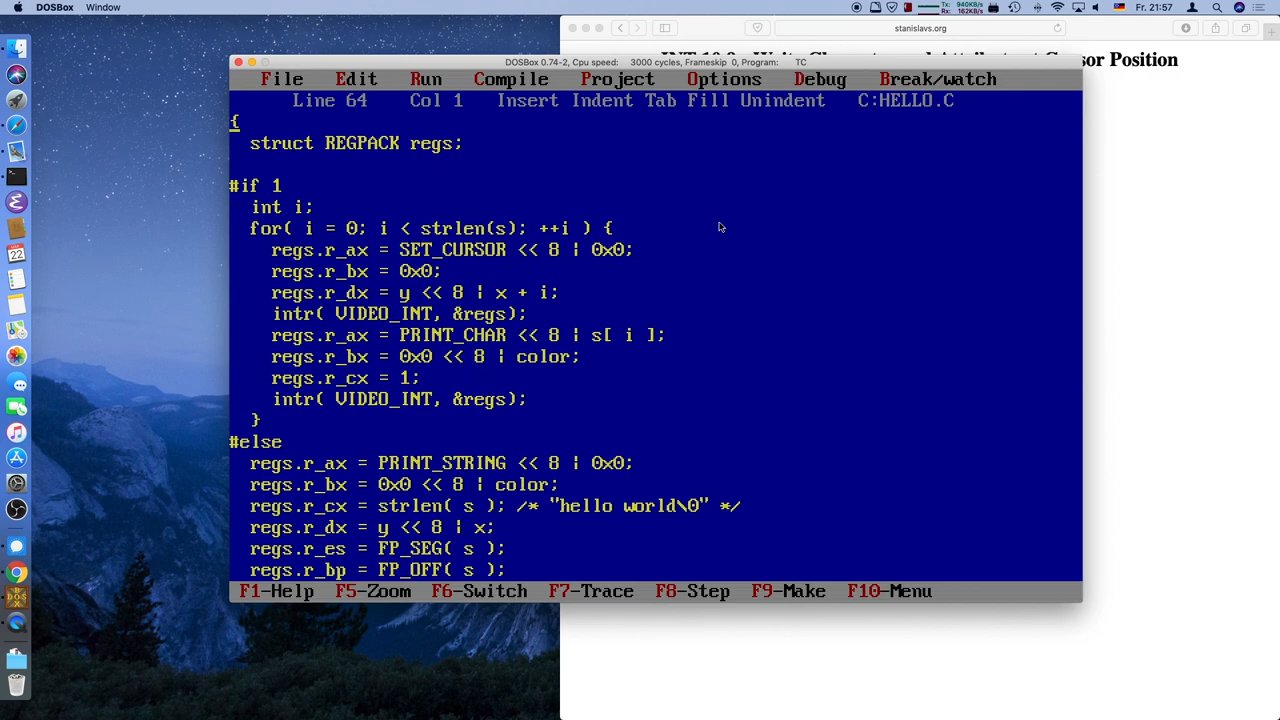 DOSBox Window
Tx: 940KB/s
Rx: 162KB/s
Fr. 21:57
stanislavs.org
sor Position
DOSBox 0.74-2, Cpu speed: 3000 cycles, Frameskip 0, Program: TC
File Edit Run Compile Project Options Debug Break/watch
Line 64 Col 1 Insert Indent Tab Fill Unindent C:HELLO.C
{
struct REGPACK regs;
#if 1
int i;
for( i = 0; i < strlen(s); ++i ) {
regs.r_ax = SET_CURSOR << 8 | 0x0;
regs.r_bx = 0x0;
regs.r_dx = y << 8 | x + i;
intr( VIDEO_INT, &regs);
regs.r_ax = PRINT_CHAR << 8 | s[ i ];
regs.r_bx = 0x0 << 8 | color;
regs.r_cx = 1;
intr( VIDEO_INT, &regs);
}
#else
regs.r_ax = PRINT_STRING << 8 | 0x0;
regs.r_bx = 0x0 << 8 | color;
regs.r_cx = strlen( s ); /* "hello world\0" */
regs.r_dx = y << 8 | x;
regs.r_es = FP_SEG( s );
regs.r_bp = FP_OFF( s );
F1-Help F5-Zoom F6-Switch F7-Trace F8-Step F9-Make F10-Menu
22